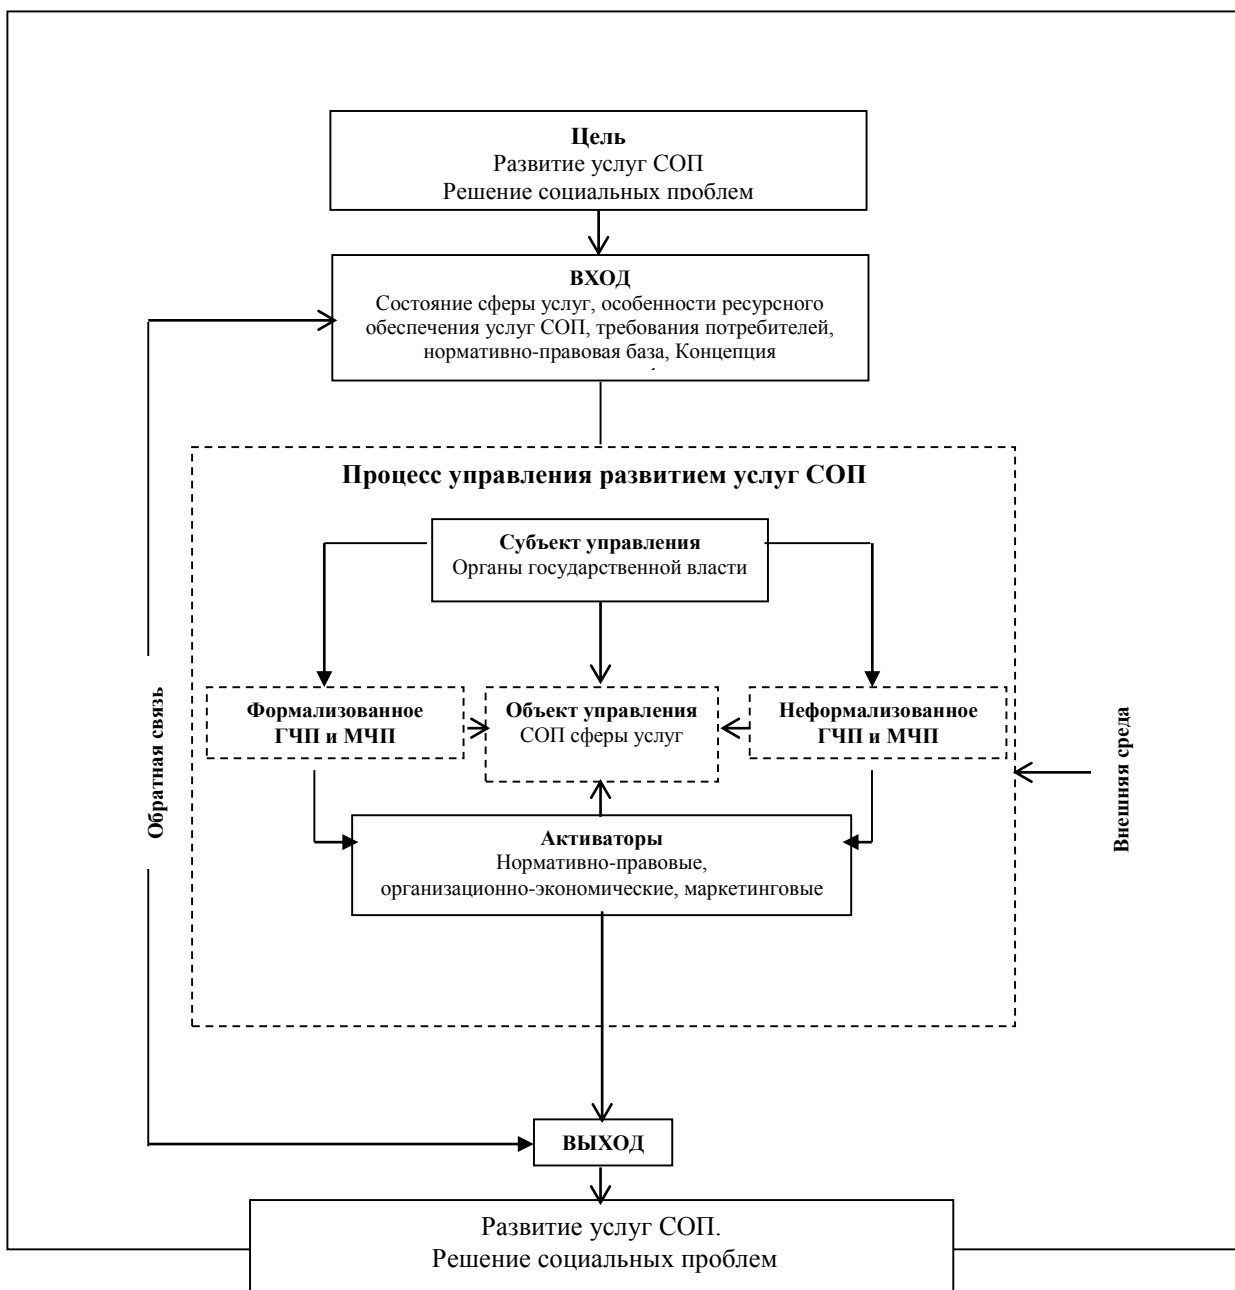 Цель
Развитие услуг СОП
Решение социальных проблем
ВХОД
Состояние сферы услуг, особенности ресурсного
обеспечения услуг СОП, требования потребителей,
нормативно-правовая база, Концепция
Процесс управления развитием услуг СОП
Субъект управления
Органы государственной власти
Формализованное
ГЧП и МЧП
Объект управления
СОП сферы услуг
Неформализованное
ГЧП и МЧП
Обратная связь
Внешняя среда
Активаторы
Нормативно-правовые,
организационно-экономические, маркетинговые
ВЫХОД
Развитие услуг СОП.
Решение социальных проблем